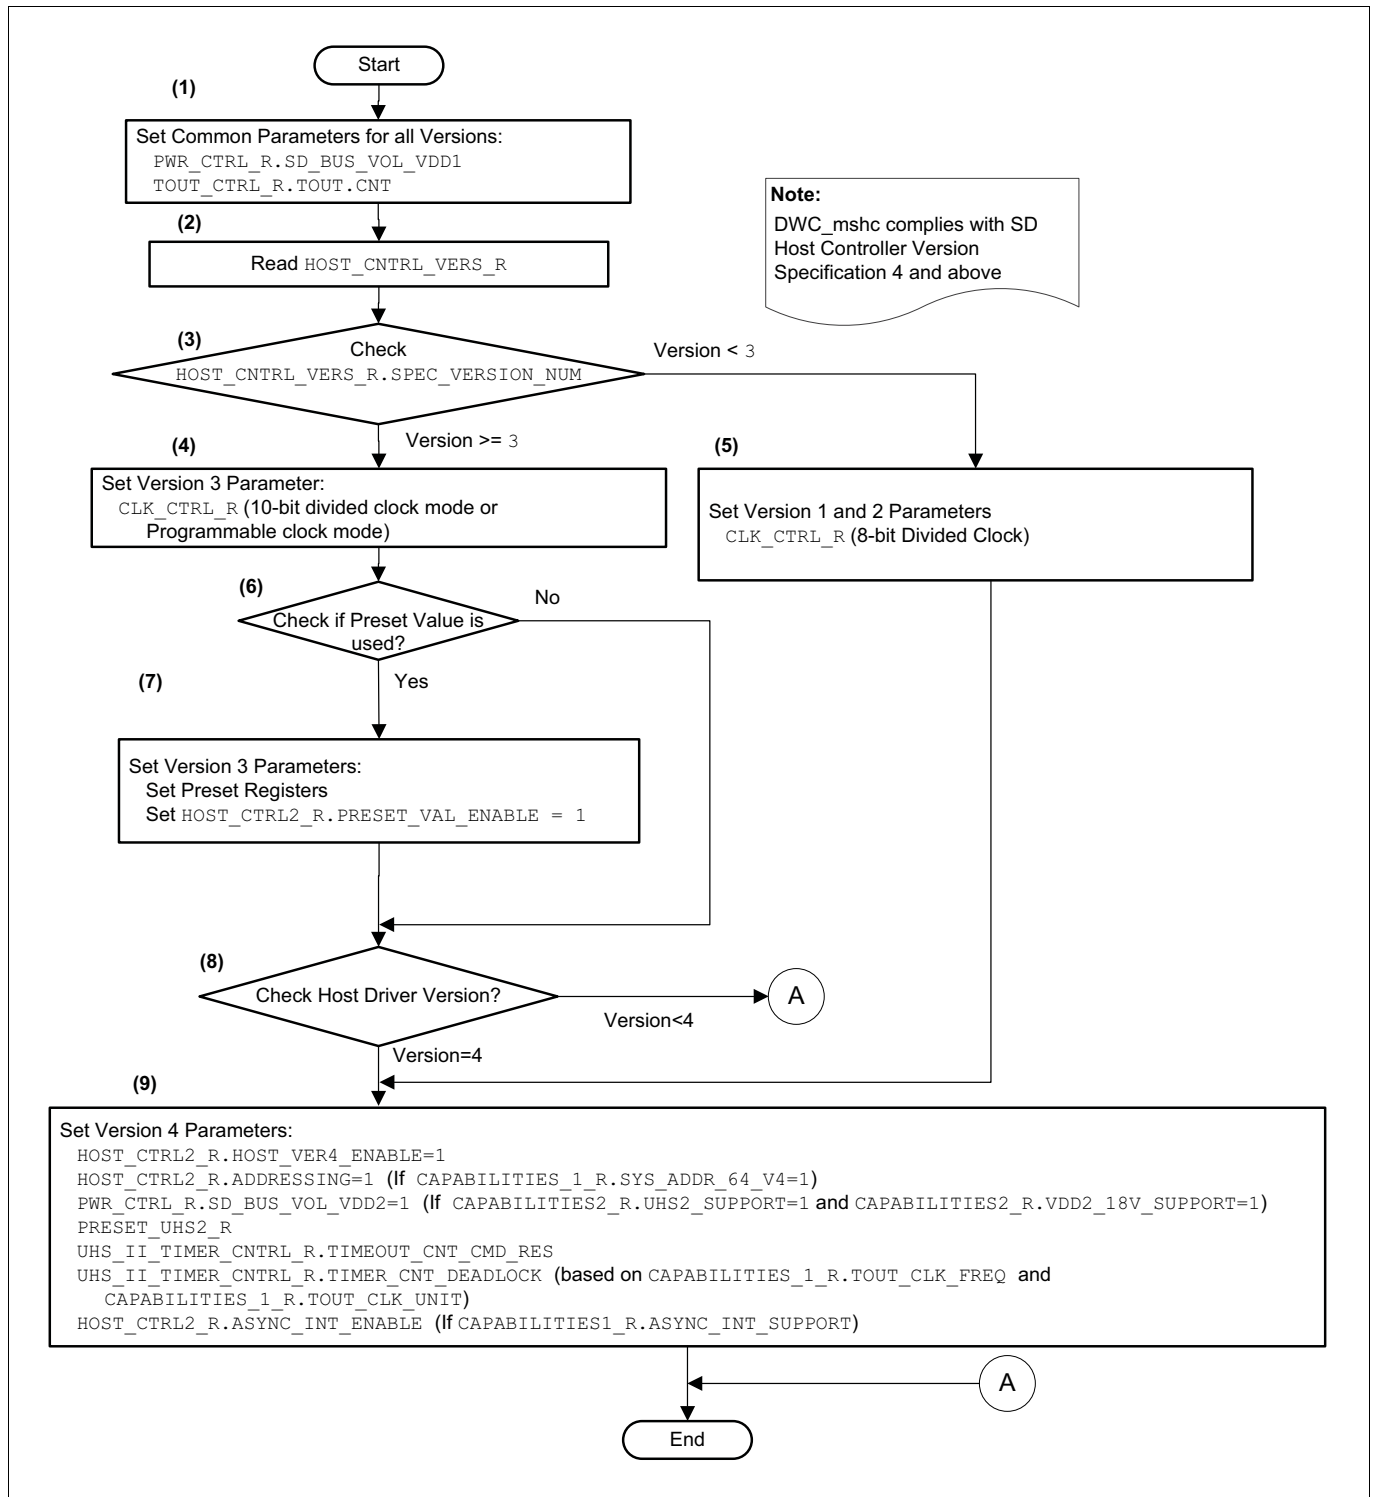 Start
(1)
Set Common Parameters for all Versions:
PWR_CTRL_R.SD_BUS_VOL_VDD1
TOUT_CTRL_R.TOUT.CNT
Note:
DWC_mshc complies with SD
Host Controller Version
Specification 4 and above
(2)
Read HOST_CNTRL_VERS_R
(3)
Check
HOST_CNTRL_VERS_R.SPEC_VERSION_NUM
Version < 3
Version >= 3
(4)
Set Version 3 Parameter:
CLK_CTRL_R (10-bit divided clock mode or
Programmable clock mode)
(5)
Set Version 1 and 2 Parameters
CLK_CTRL_R (8-bit Divided Clock)
(6)
Check if Preset Value is
used?
No
Yes
(7)
Set Version 3 Parameters:
Set Preset Registers
Set HOST_CTRL2_R.PRESET_VAL_ENABLE = 1
(8)
Check Host Driver Version?
Version<4
A
Version=4
(9)
Set Version 4 Parameters:
HOST_CTRL2_R.HOST_VER4_ENABLE=1
HOST_CTRL2_R.ADDRESSING=1 (If CAPABILITIES_1_R.SYS_ADDR_64_V4=1)
PWR_CTRL_R.SD_BUS_VOL_VDD2=1 (If CAPABILITIES2_R.UHS2_SUPPORT=1 and CAPABILITIES2_R.VDD2_18V_SUPPORT=1)
PRESET_UHS2_R
UHS_II_TIMER_CNTRL_R.TIMEOUT_CNT_CMD_RES
UHS_II_TIMER_CNTRL_R.TIMER_CNT_DEADLOCK (based on CAPABILITIES_1_R.TOUT_CLK_FREQ and
CAPABILITIES_1_R.TOUT_CLK_UNIT)
HOST_CTRL2_R.ASYNC_INT_ENABLE (If CAPABILITIES1_R.ASYNC_INT_SUPPORT)
A
End